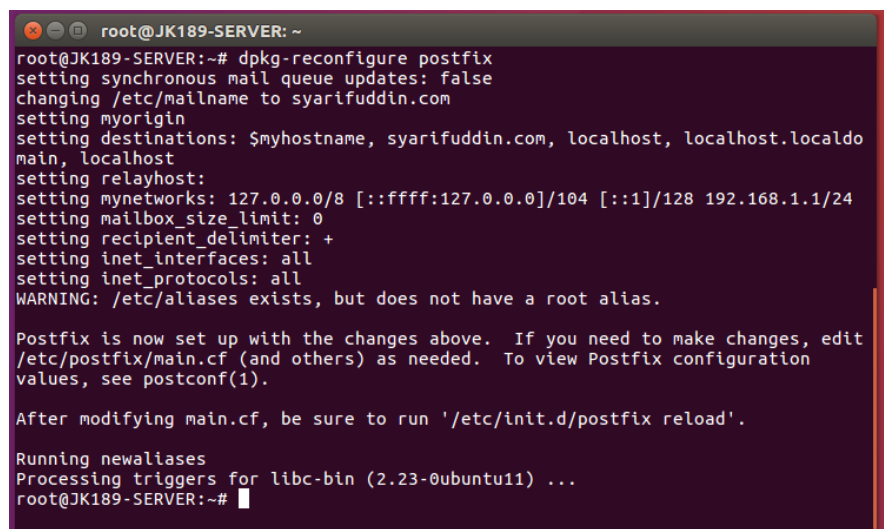 root@JK189-SERVER: ~
root@JK189-SERVER:~# dpkg-reconfigure postfix
setting synchronous mail queue updates: false
changing /etc/mailname to syarifuddin.com
setting myorigin
setting destinations: $myhostname, syarifuddin.com, localhost, localhost.localdo
main, localhost
setting relayhost:
setting mynetworks: 127.0.0.0/8 [::ffff:127.0.0.0]/104 [::1]/128 192.168.1.1/24
setting mailbox_size_limit: 0
setting recipient_delimiter: +
setting inet_interfaces: all
setting inet_protocols: all
WARNING: /etc/aliases exists, but does not have a root alias.
Postfix is now set up with the changes above.  If you need to make changes, edit
/etc/postfix/main.cf (and others) as needed.  To view Postfix configuration
values, see postconf(1).
After modifying main.cf, be sure to run '/etc/init.d/postfix reload'.
Running newaliases
Processing triggers for libc-bin (2.23-0ubuntu11) ...
root@JK189-SERVER:~#